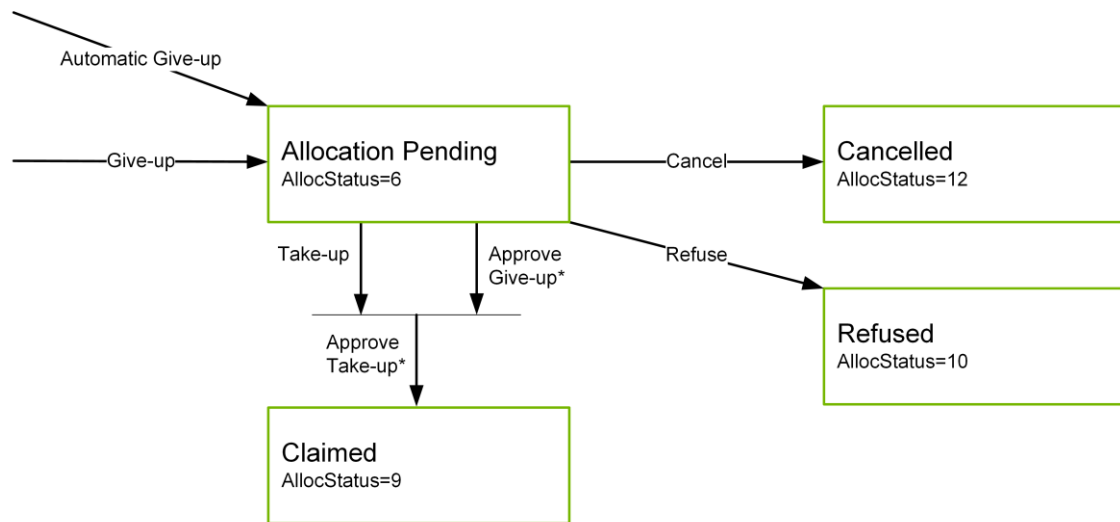 Automatic Give-up
Give-up
Allocation Pending
AllocStatus=6
Cancel
Cancelled
AllocStatus=12
Take-up
Approve
Give-up*
Refuse
Refused
AllocStatus=10
Approve
Take-up*
Claimed
AllocStatus=9